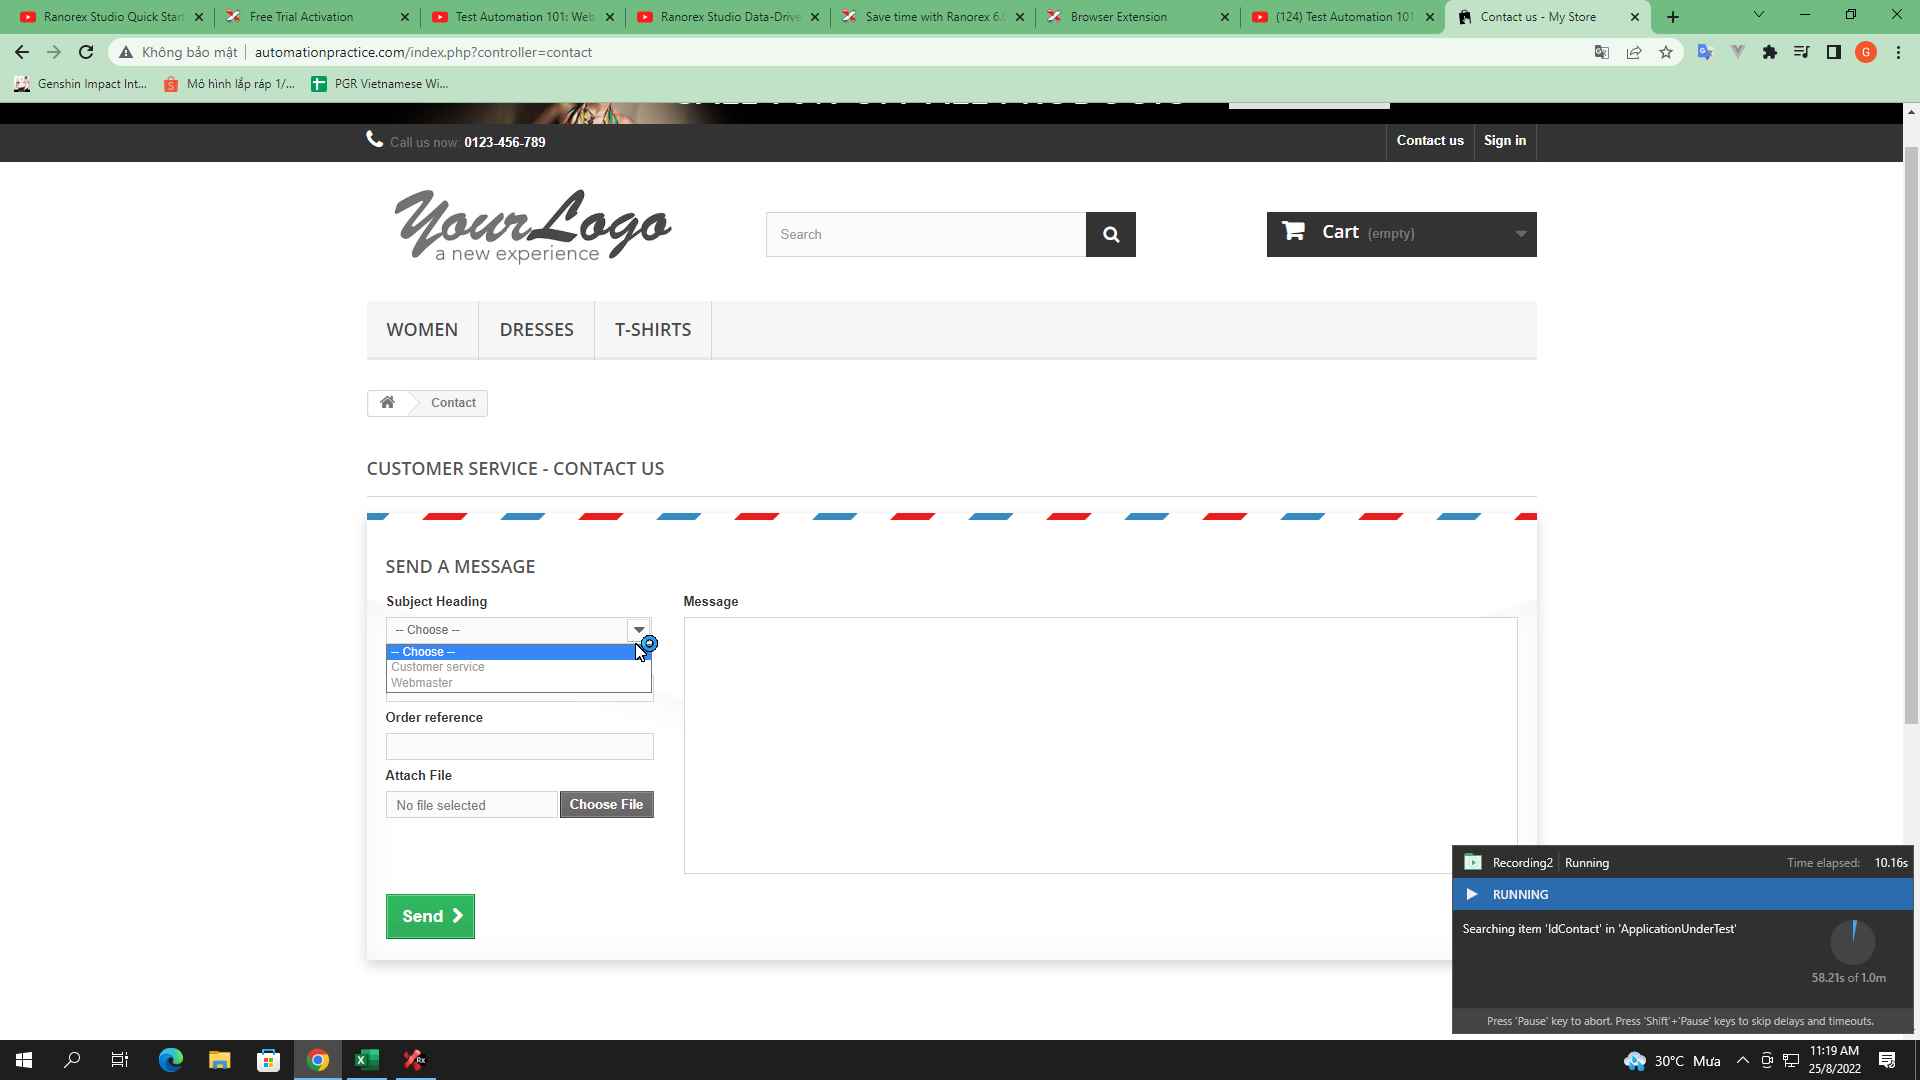 Ranorex Studio Quick Start
Free Trial Activation
Test Automation 101: Web
Ranorex Studio Data-Drive
Save time with Ranorex 6.0
Browser Extension
(124) Test Automation 101
Contact us - My Store
Không bảo mật
automationpractice.com/index.php?controller=contact
G
Genshin Impact Int...
Mô hình lắp ráp 1/...
PGR Vietnamese Wi...
Call us now: 0123-456-789
Contact us
Sign in
Your Logo
a new experience
Search
Cart (empty)
WOMEN
DRESSES
T-SHIRTS
Contact
CUSTOMER SERVICE - CONTACT US
SEND A MESSAGE
Subject Heading
Message
-- Choose --
-- Choose --
Customer service
Webmaster
Order reference
Attach File
No file selected
Choose File
Send
Recording2
Running
Time elapsed: 10.16s
RUNNING
Searching item 'IdContact' in 'ApplicationUnderTest'
58.21s of 1.0m
Press 'Pause' key to abort. Press 'Shift'+'Pause' keys to skip delays and timeouts.
30°C Mưa
11:19 AM
25/8/2022